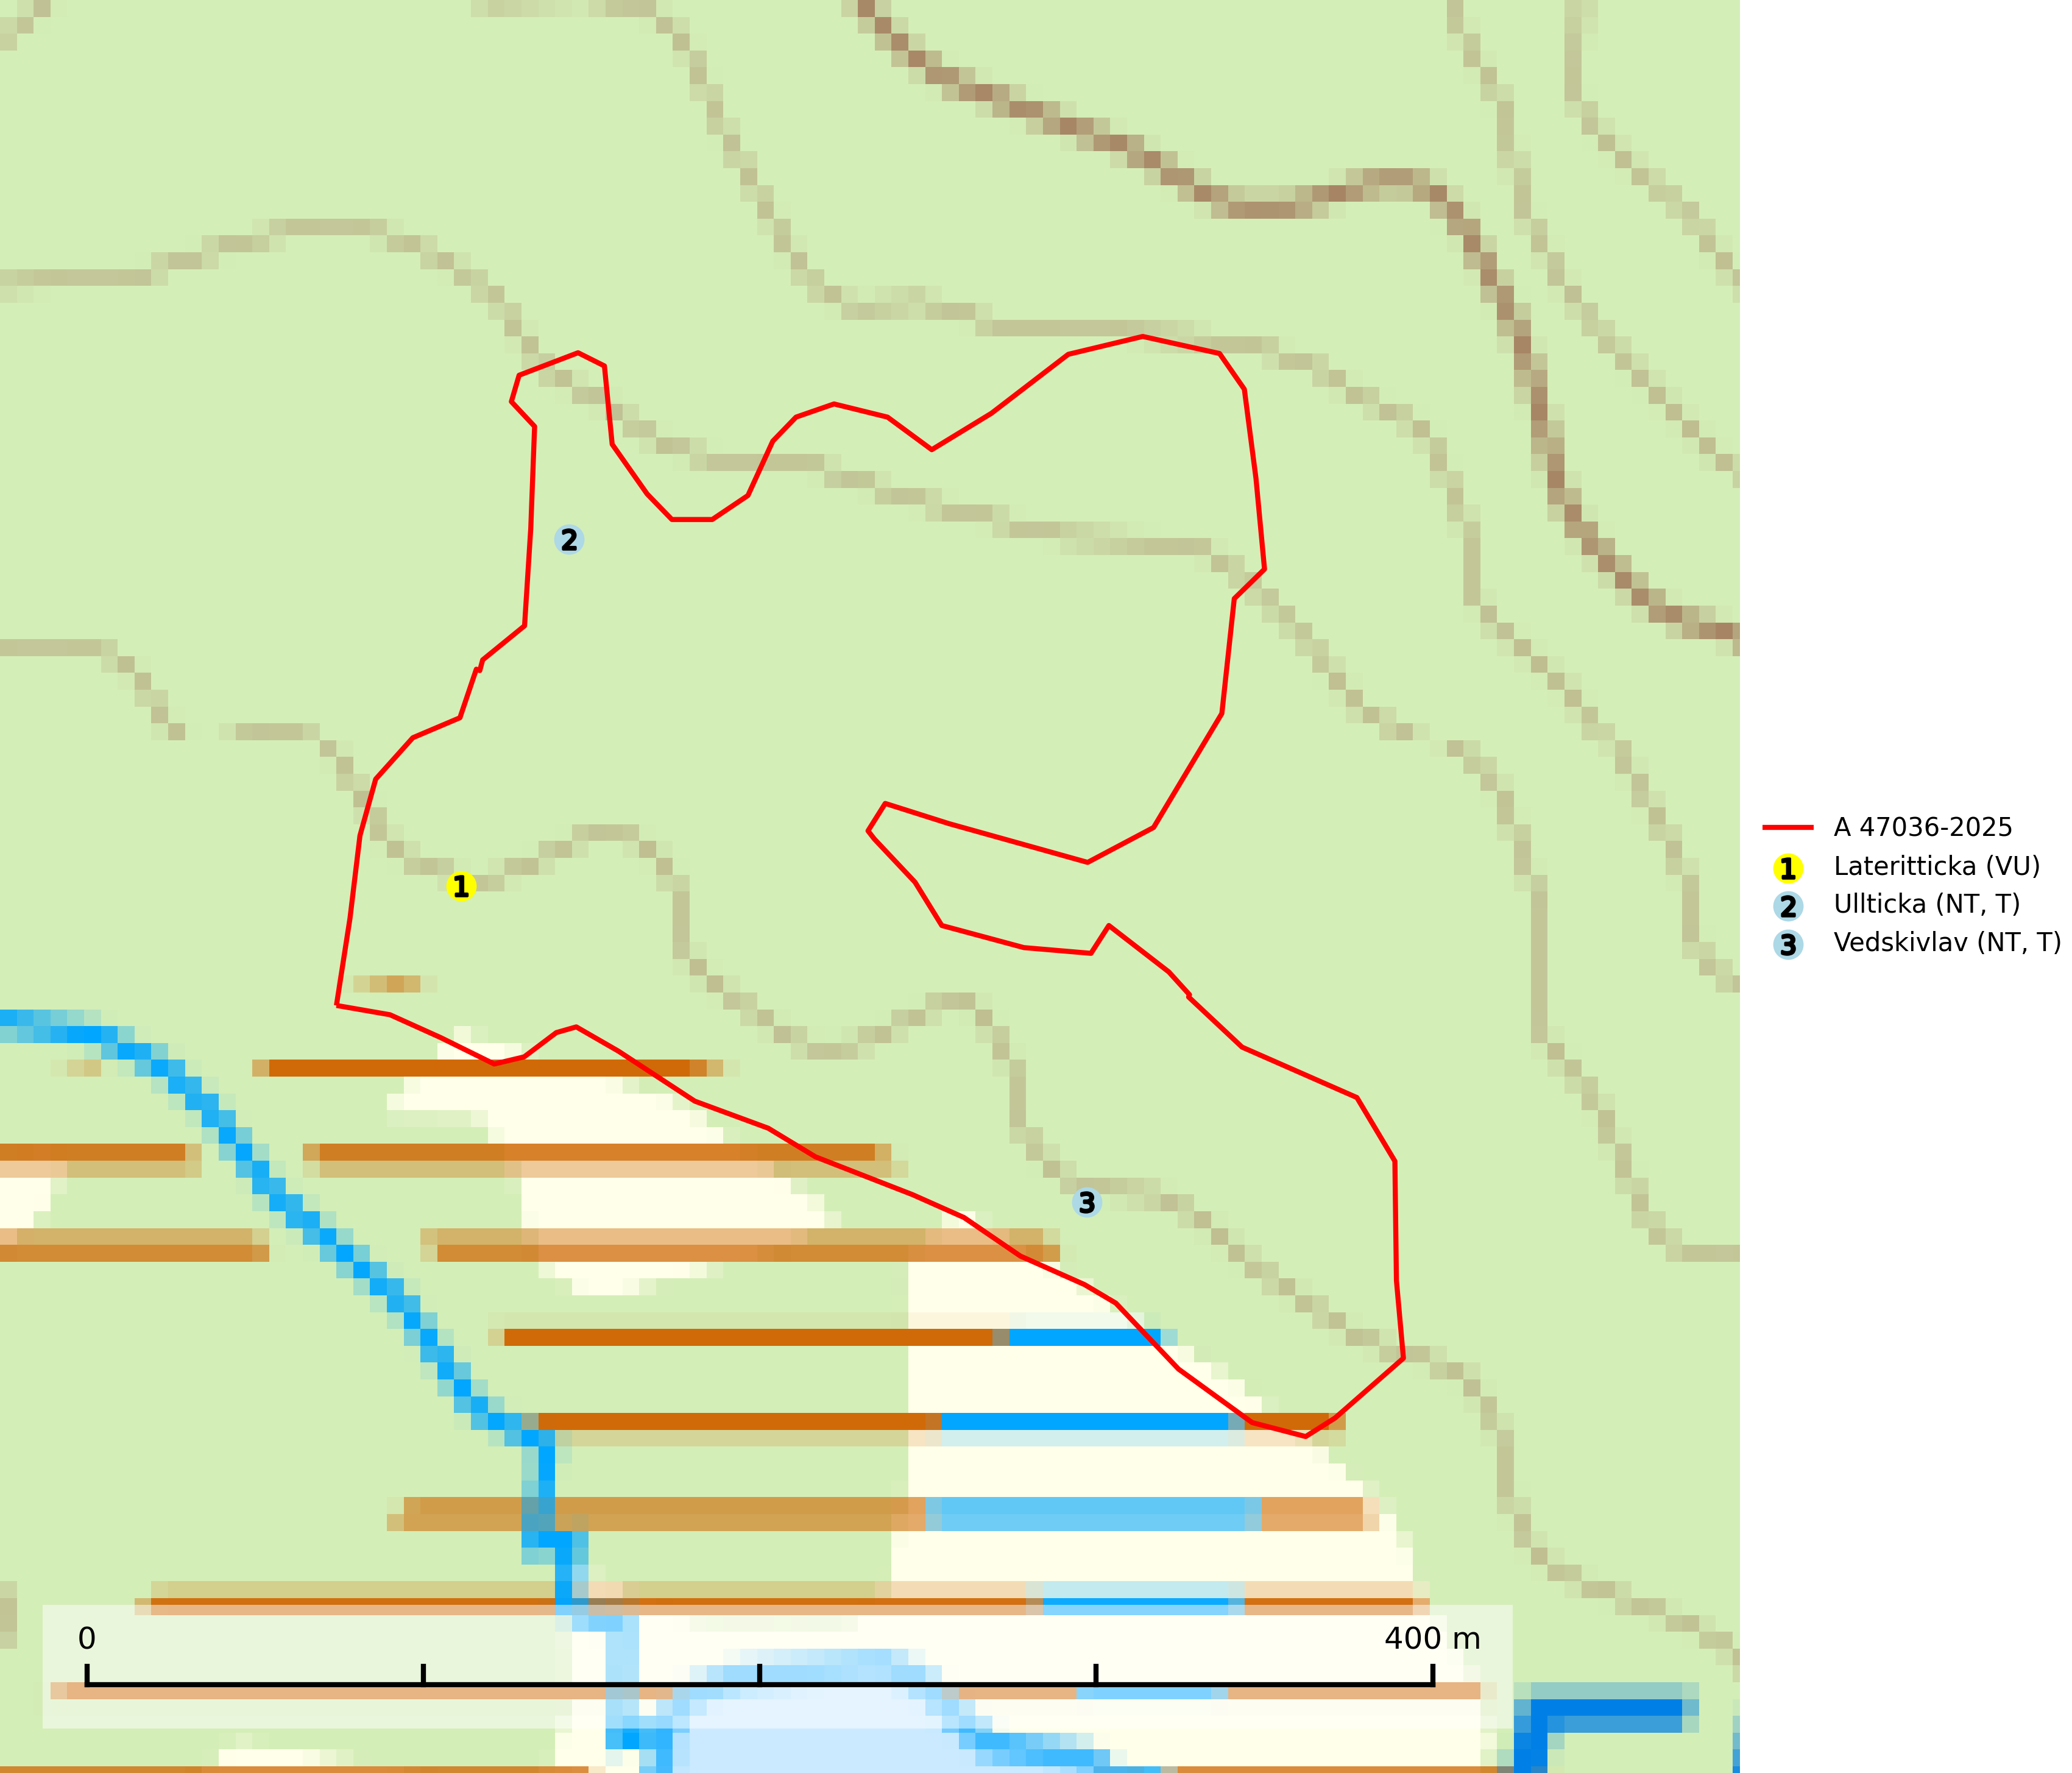 2
1
3
A 47036-2025
1 Lateritticka (VU)
2 Ullticka (NT, T)
3 Vedskivlav (NT, T)
0 400 m